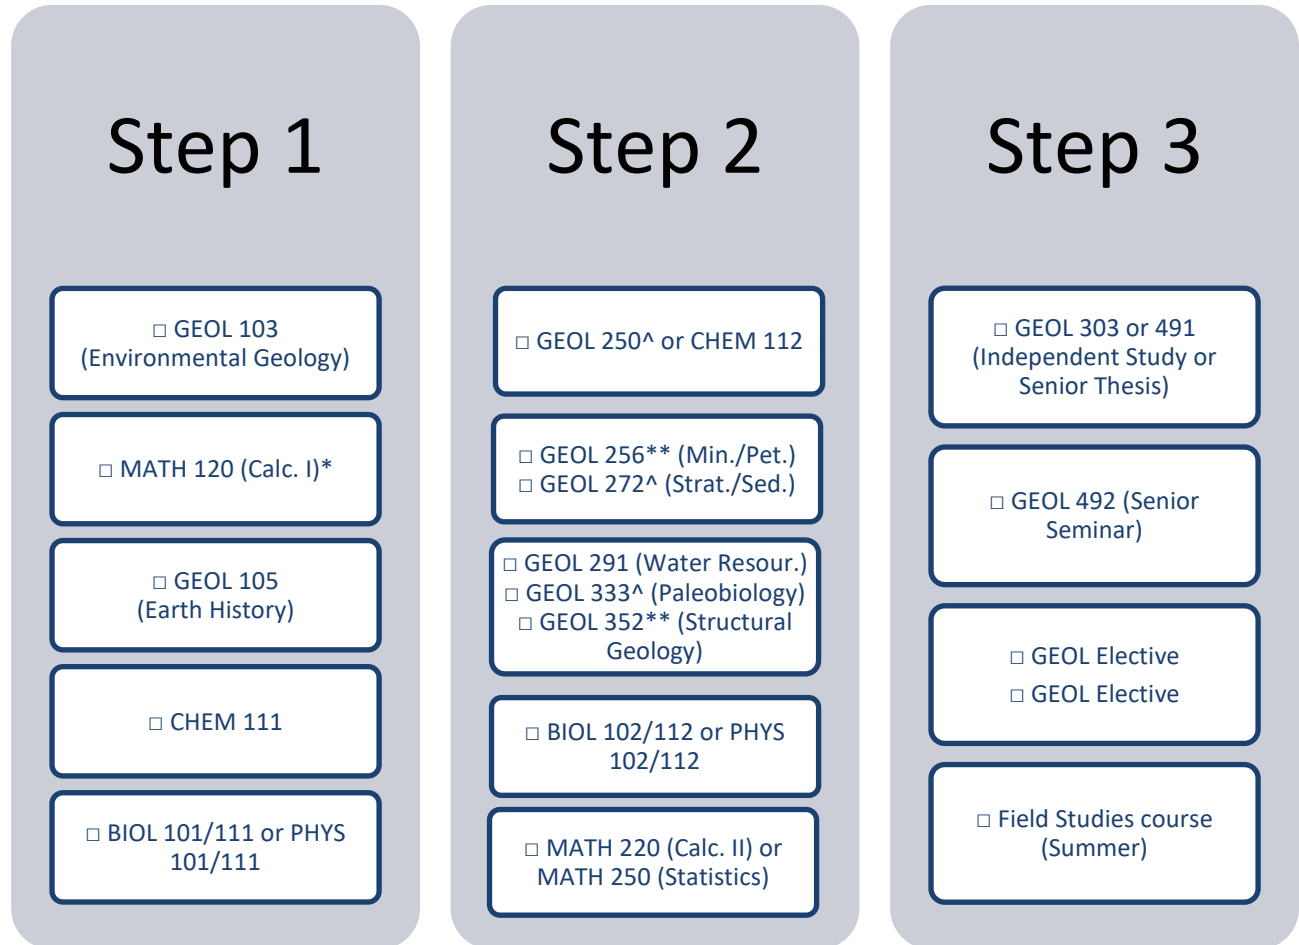 Step 1
□ GEOL 103
(Environmental Geology)
□ MATH 120 (Calc. I)*
□ GEOL 105
(Earth History)
□ CHEM 111
□ BIOL 101/111 or PHYS
101/111
Step 2
□ GEOL 250^ or CHEM 112
□ GEOL 256** (Min./Pet.)
□ GEOL 272^ (Strat./Sed.)
□ GEOL 291 (Water Resour.)
□ GEOL 333^ (Paleobiology)
□ GEOL 352** (Structural
Geology)
□ BIOL 102/112 or PHYS
102/112
□ MATH 220 (Calc. II) or
MATH 250 (Statistics)
Step 3
□ GEOL 303 or 491
(Independent Study or
Senior Thesis)
□ GEOL 492 (Senior
Seminar)
□ GEOL Elective
□ GEOL Elective
□ Field Studies course
(Summer)